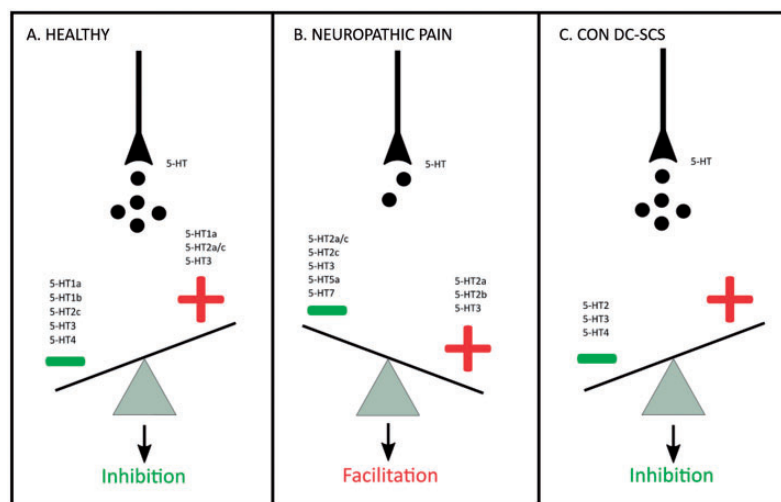 A. HEALTHY
5-HT
5-HT1a
5-HT2a/c
5-HT3
5-HT1a
5-HT1b
5-HT2c
5-HT3
5-HT4
Inhibition
B. NEUROPATHIC PAIN
5-HT
5-HT2a/c
5-HT2c
5-HT3
5-HT5a
5-HT7
5-HT2a
5-HT2b
5-HT3
Facilitation
C. CON DC-SCS
5-HT
5-HT2
5-HT3
5-HT4
Inhibition